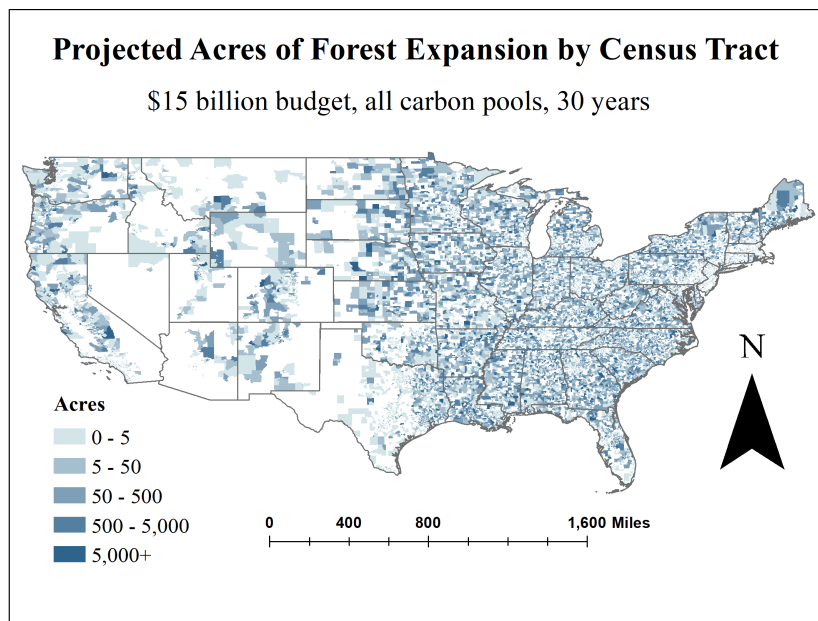 Projected Acres of Forest Expansion by Census Tract
$15 billion budget, all carbon pools, 30 years
N
Acres
0 - 5
5 - 50
50 - 500
500 - 5,000
5,000+
0 400 800 1,600 Miles